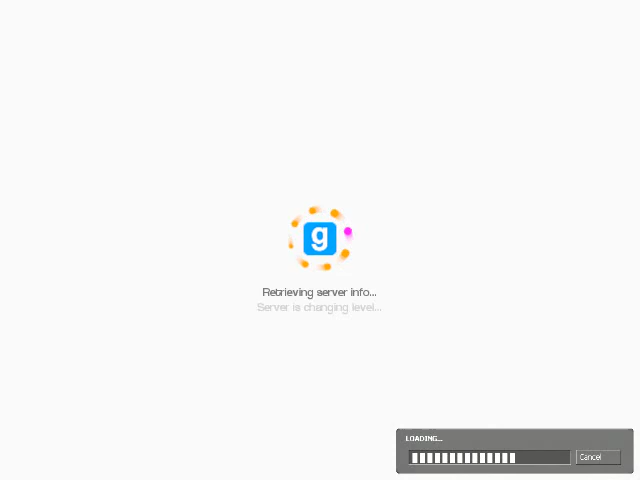 g
Retrieving server info...
Server is changing level...
LOADING...
Cancel